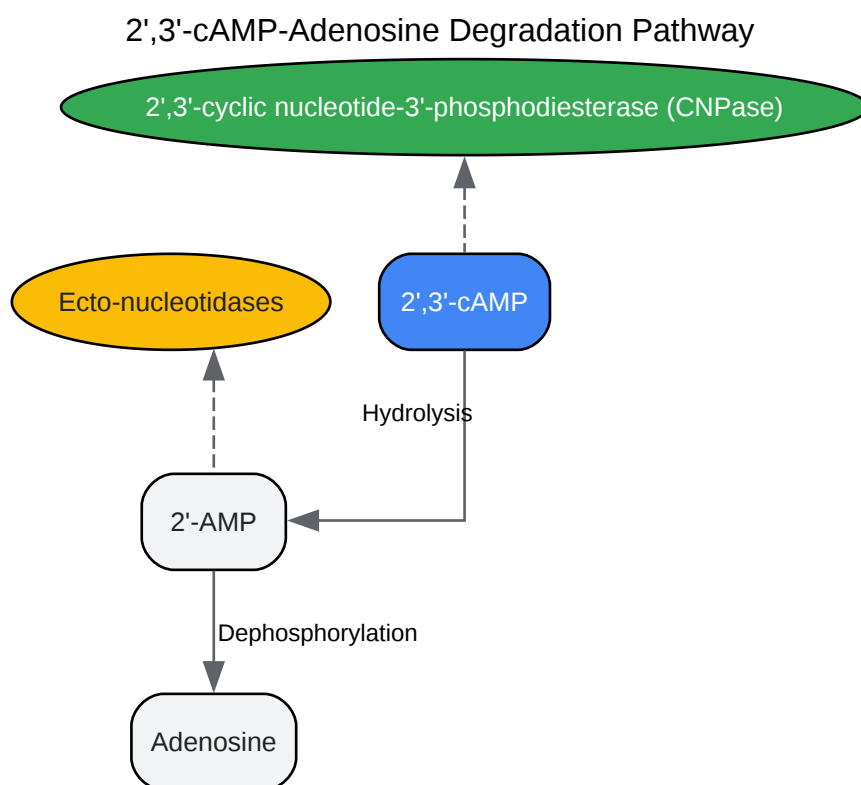 2',3'-cAMP-Adenosine Degradation Pathway
2',3'-cyclic nucleotide-3'-phosphodiesterase (CNPase)
Ecto-nucleotidases
2',3'-cAMP
Hydrolysis
2'-AMP
Dephosphorylation
Adenosine